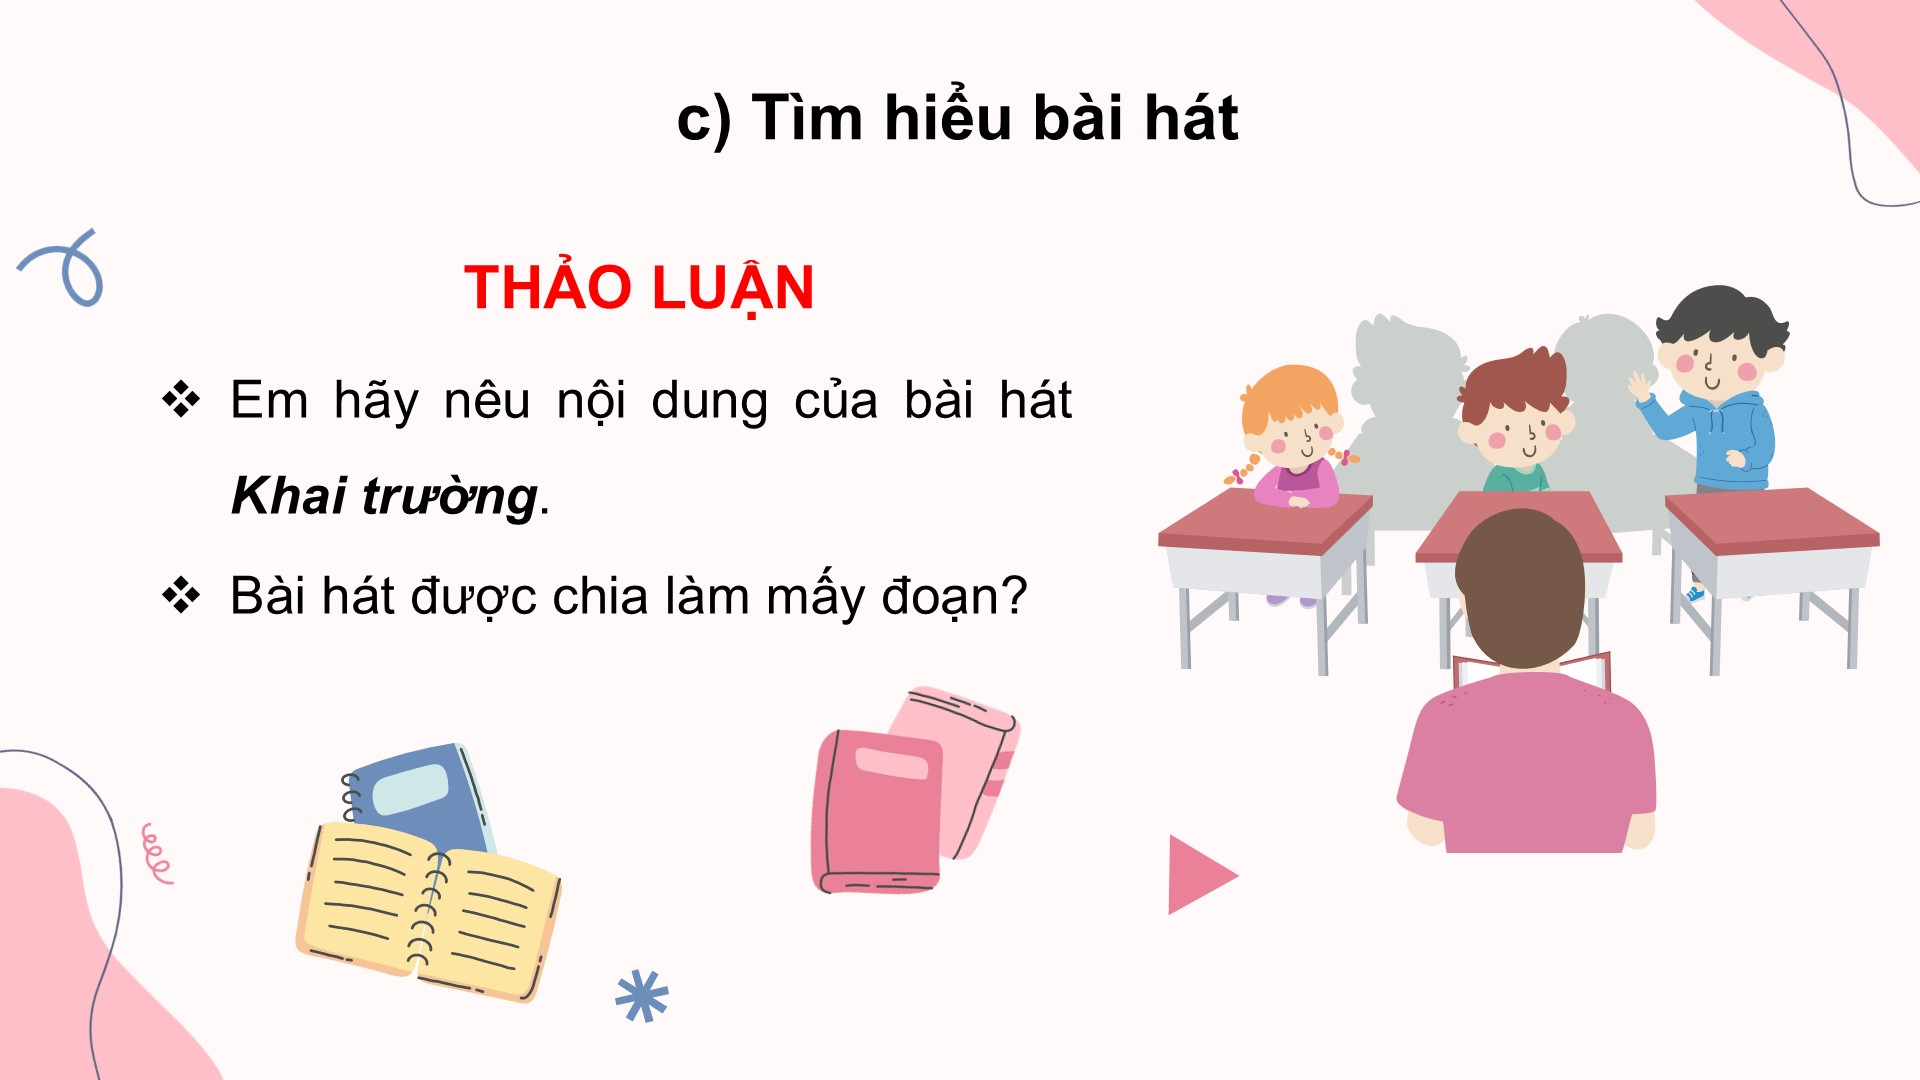 c) Tìm hiểu bài hát
THẢO LUẬN
❖ Em hãy nêu nội dung của bài hát
Khai trường.
❖ Bài hát được chia làm mấy đoạn?